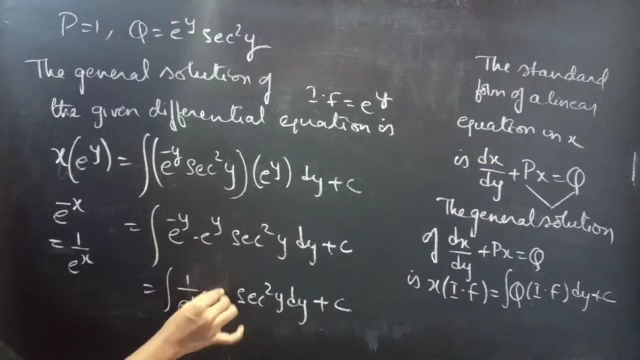 P=1, Q=e^-y sec²y
The general solution of
the given differential equation is
I.f = e^y
x(e^y) = ∫(e^-y sec²y)(e^y) dy + c
= ∫ e^-y · e^y sec²y dy + c
= ∫ 1/ sec²y dy + c
e^-x
= 1/e^x
The standard
form of a linear
equation in x
is dx/dy + Px = Q
The general solution
of dx/dy + Px = Q
is x(I.f) = ∫Q(I.f) dy + c